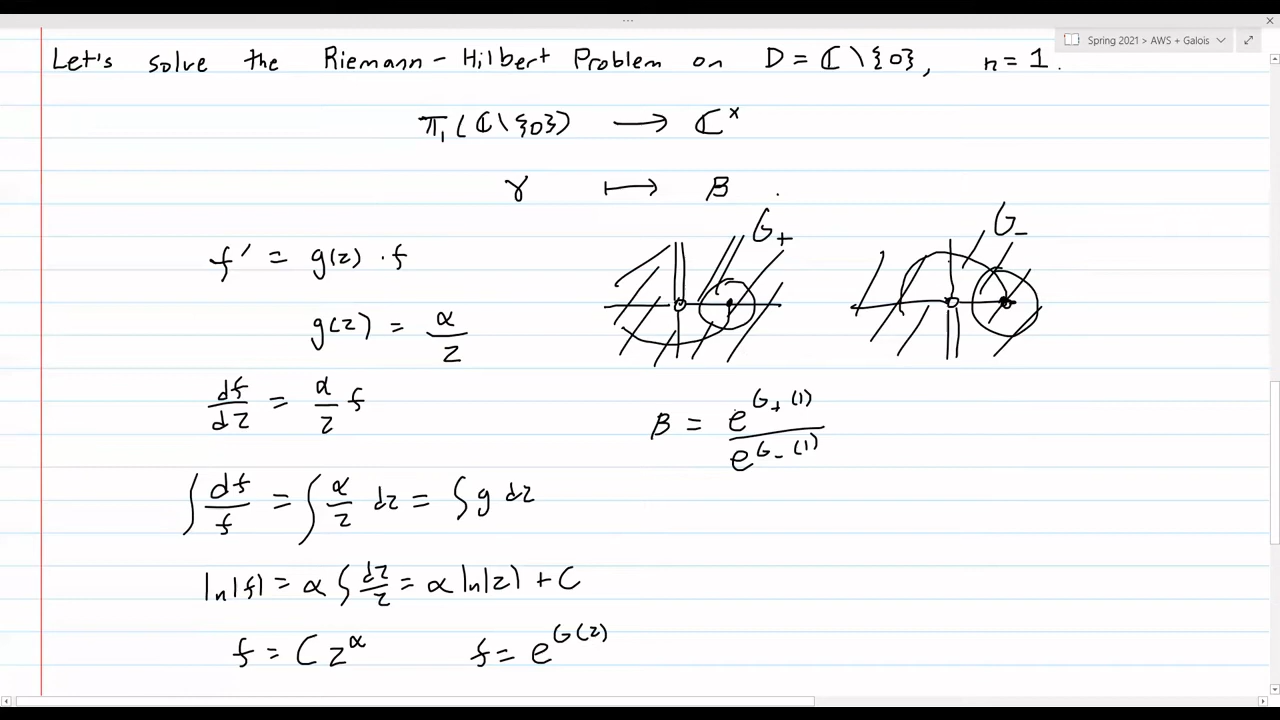 Spring 2021 > AWS + Galois
Let's solve the Riemann-Hilbert Problem on D = ℂ \ {0}, n = 1.
π₁(ℂ\{0}) ⟶ ℂ^×
γ ⟼ β .
G₊ G₋
f' = g(z) · f
g(z) = α/z
df/dz = α/z f
β = e^{G₊(1)} / e^{G₋(1)}
∫ df/f = ∫ α/z dz = ∫ g dz
ln|f| = α ∫ dz/z = α ln|z| + C
f = C z^α f = e^{G(z)}